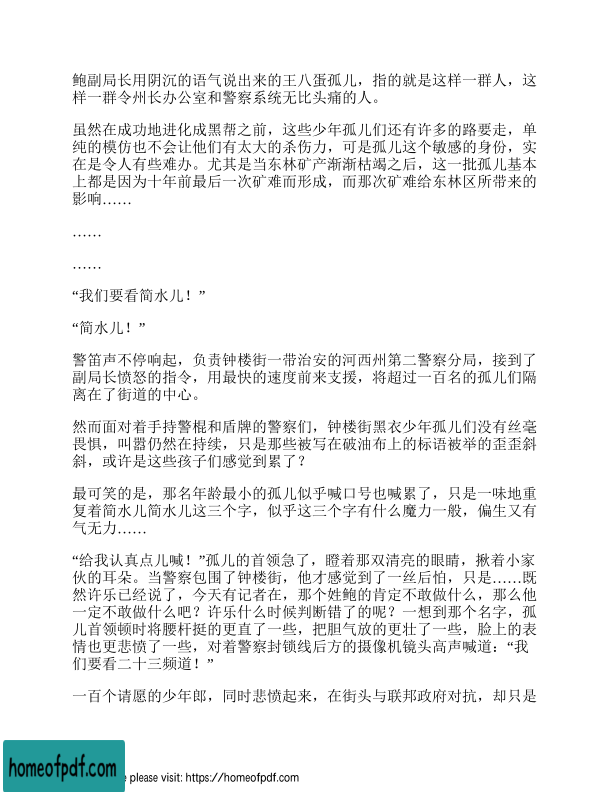 鲍副局长用阴沉的语气说出来的王八蛋孤儿，指的就是这样一群人，这
样一群令州长办公室和警察系统无比头痛的人。
虽然在成功地进化成黑帮之前，这些少年孤儿们还有许多的路要走，单
纯的模仿也不会让他们有太大的杀伤力，可是孤儿这个敏感的身份，实
在是令人有些难办。尤其是当东林矿产渐渐枯竭之后，这一批孤儿基本
上都是因为十年前最后一次矿难而形成，而那次矿难给东林区所带来的
影响……
……
……
“我们要看简水儿！”
“简水儿！”
警笛声不停响起，负责钟楼街一带治安的河西州第二警察分局，接到了
副局长愤怒的指令，用最快的速度前来支援，将超过一百名的孤儿们隔
离在了街道的中心。
然而面对着手持警棍和盾牌的警察们，钟楼街黑衣少年孤儿们没有丝毫
畏惧，叫嚣仍然在持续，只是那些被写在破油布上的标语被举的歪歪斜
斜，或许是这些孩子们感觉到累了？
最可笑的是，那名年龄最小的孤儿似乎喊口号也喊累了，只是一味地重
复着简水儿简水儿这三个字，似乎这三个字有什么魔力一般，偏生又有
气无力……
“给我认真点儿喊！”孤儿的首领急了，瞪着那双清亮的眼睛，揪着小家
伙的耳朵。当警察包围了钟楼街，他才感觉到了一丝后怕，只是……既
然许乐已经说了，今天有记者在，那个姓鲍的肯定不敢做什么，那么他
一定不敢做什么吧？许乐什么时候判断错了的呢？一想到那个名字，孤
儿首领顿时将腰杆挺的更直了一些，把胆气放的更壮了一些，脸上的表
情也更悲愤了一些，对着警察封锁线后方的摄像机镜头高声喊道：“我
们要看二十三频道！”
一百个请愿的少年郎，同时悲愤起来，在街头与联邦政府对抗，却只是
homeofpdf.com
e please visit: https://homeofpdf.com